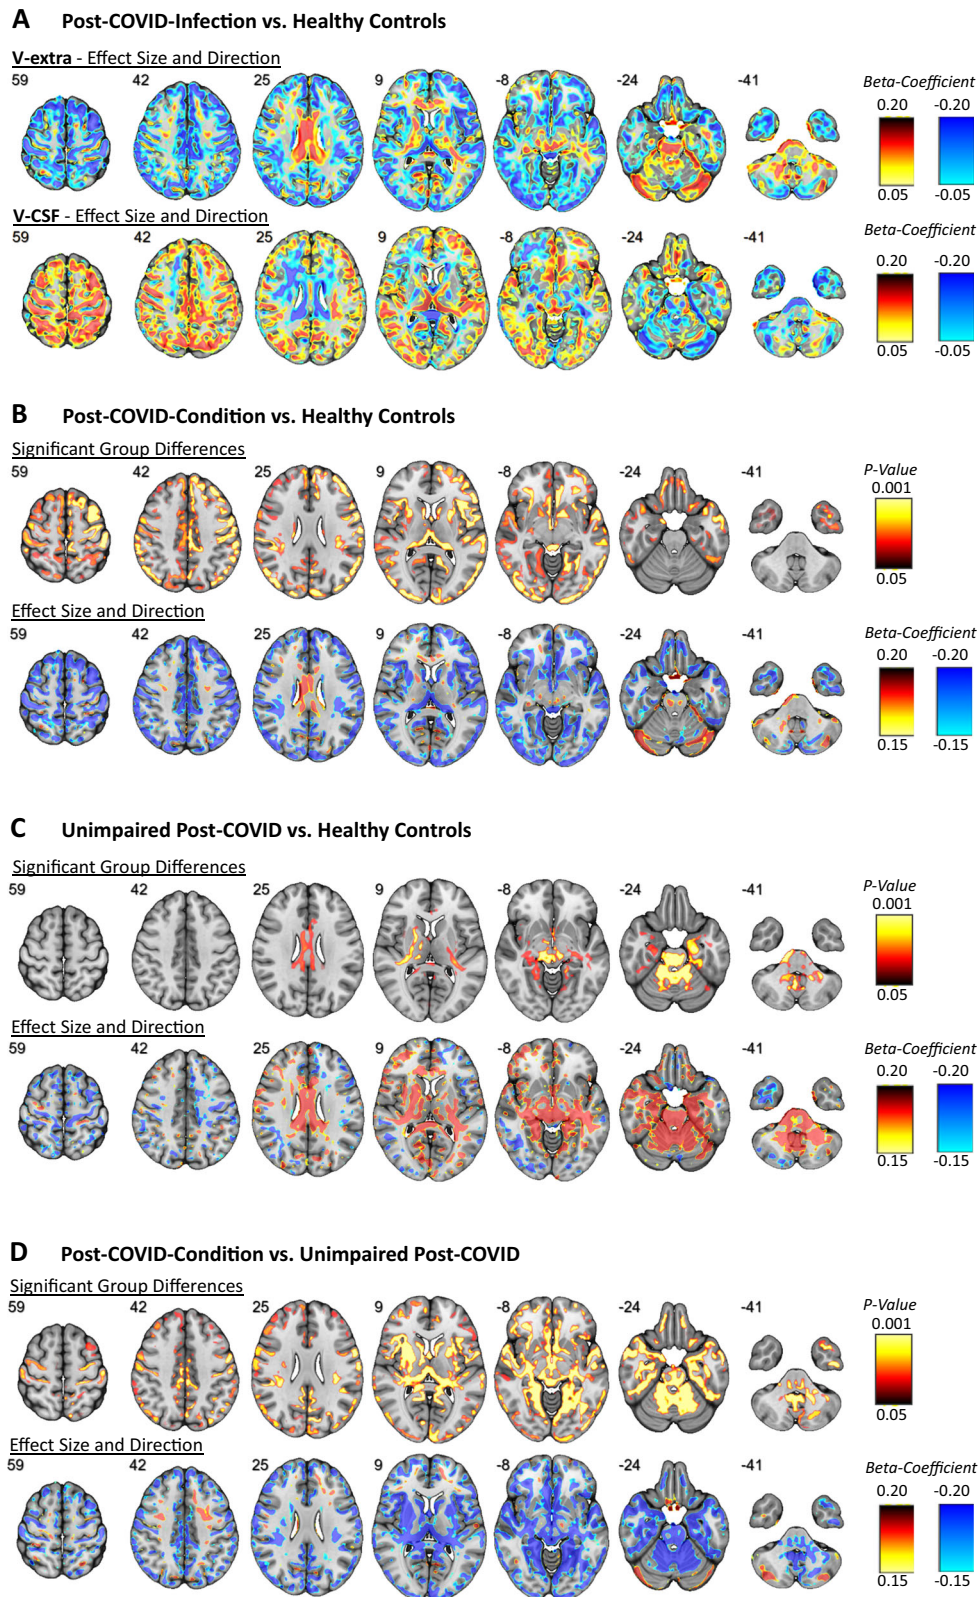 A Post-COVID-Infection vs. Healthy Controls
V-extra - Effect Size and Direction
59 42 25 9 -8 -24 -41
Beta-Coefficient
0.20 -0.20
0.05 -0.05
V-CSF - Effect Size and Direction
59 42 25 9 -8 -24 -41
Beta-Coefficient
0.20 -0.20
0.05 -0.05
B Post-COVID-Condition vs. Healthy Controls
Significant Group Differences
59 42 25 9 -8 -24 -41
P-Value
0.001
0.05
Effect Size and Direction
59 42 25 9 -8 -24 -41
Beta-Coefficient
0.20 -0.20
0.15 -0.15
C Unimpaired Post-COVID vs. Healthy Controls
Significant Group Differences
59 42 25 9 -8 -24 -41
P-Value
0.001
0.05
Effect Size and Direction
59 42 25 9 -8 -24 -41
Beta-Coefficient
0.20 -0.20
0.15 -0.15
D Post-COVID-Condition vs. Unimpaired Post-COVID
Significant Group Differences
59 42 25 9 -8 -24 -41
P-Value
0.001
0.05
Effect Size and Direction
59 42 25 9 -8 -24 -41
Beta-Coefficient
0.20 -0.20
0.15 -0.15